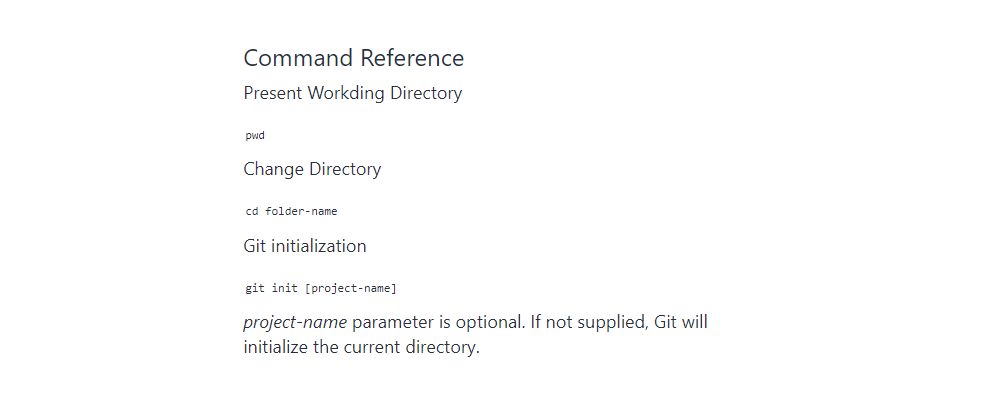 Command Reference
Present Workding Directory
pwd
Change Directory
cd folder-name
Git initialization
git init [project-name]
project-name parameter is optional. If not supplied, Git will
initialize the current directory.